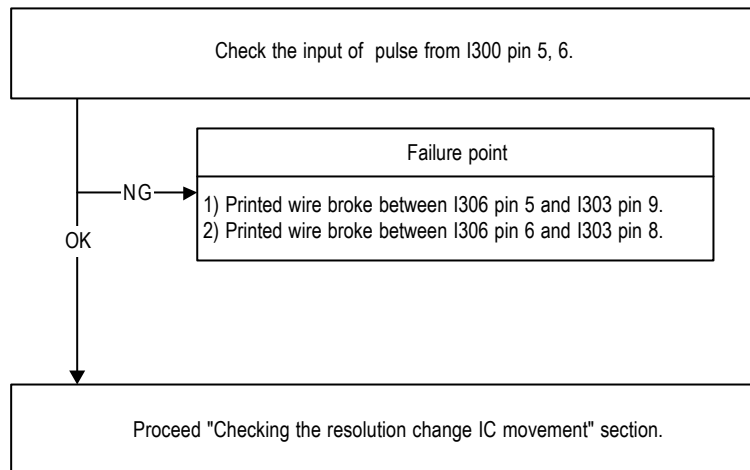 Check the input of pulse from I300 pin 5, 6.
Failure point
NG
1) Printed wire broke between I306 pin 5 and I303 pin 9.
2) Printed wire broke between I306 pin 6 and I303 pin 8.
OK
Proceed "Checking the resolution change IC movement" section.